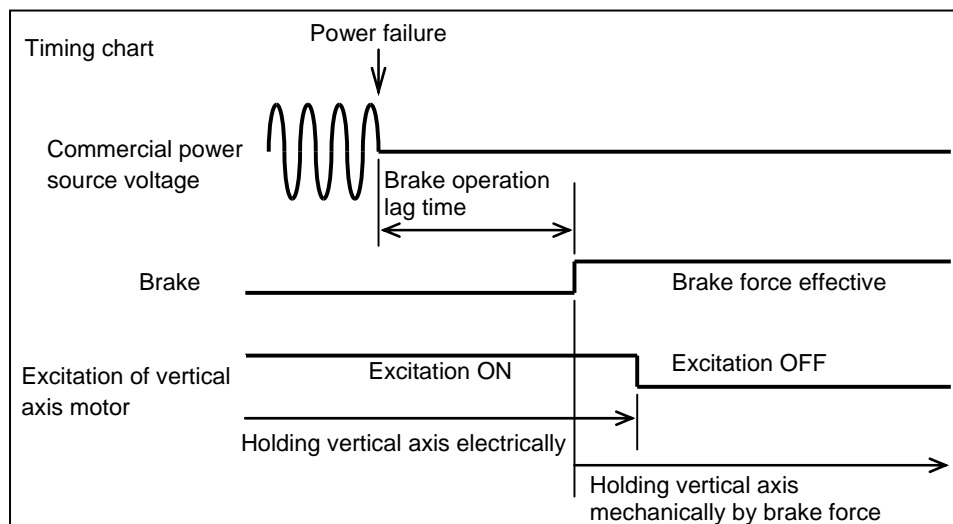 Timing chart
Power failure
Commercial power
source voltage
Brake operation
lag time
Brake
Brake force effective
Excitation of vertical
axis motor
Excitation ON
Excitation OFF
Holding vertical axis electrically
Holding vertical axis
mechanically by brake force